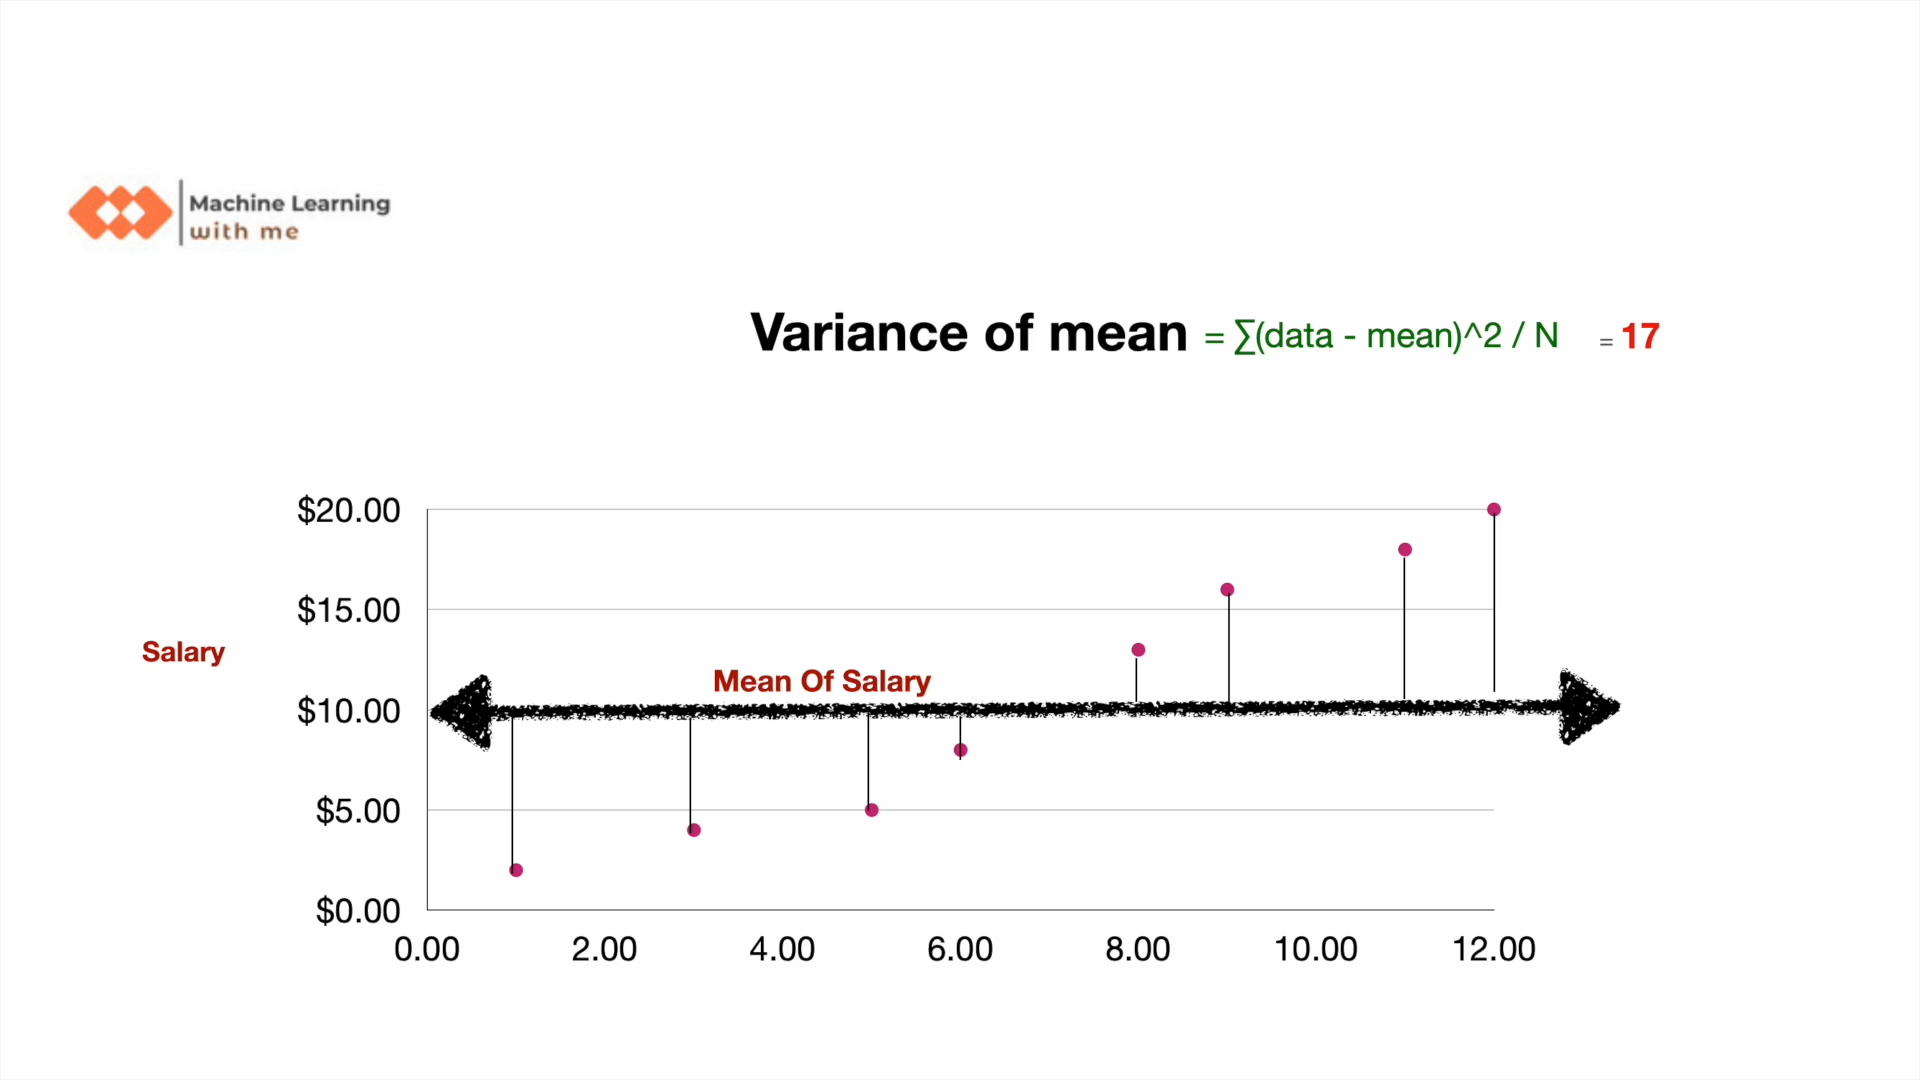 Machine Learning
with me
Variance of mean = ∑(data - mean)^2 / N = 17
$20.00
$15.00
Salary
Mean Of Salary
$10.00
$5.00
$0.00
0.00 2.00 4.00 6.00 8.00 10.00 12.00